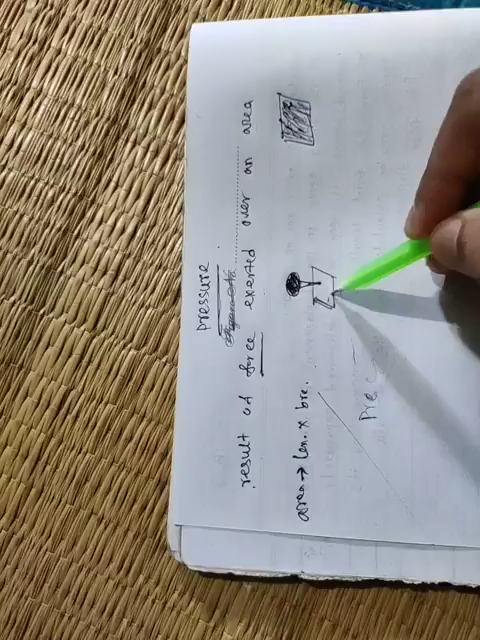 Pressure
result of force exerted over an area
area → len. x bre.
Pre